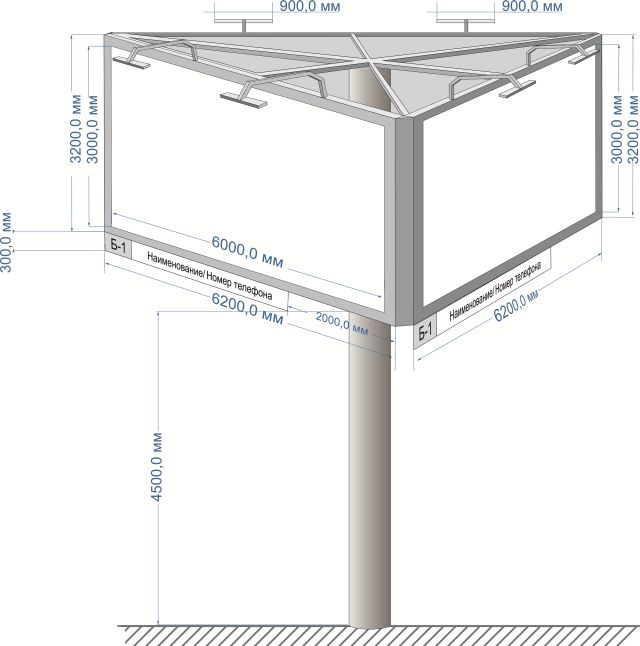 900,0 мм
900,0 мм
3200,0 мм
3000,0 мм
3000,0 мм
3200,0 мм
300,0 мм
6000,0 мм
Б-1
Наименование/ Номер телефона
6200,0 мм
2000,0 мм
Б-1
Наименование/ Номер телефона
6200,0 мм
4500,0 мм